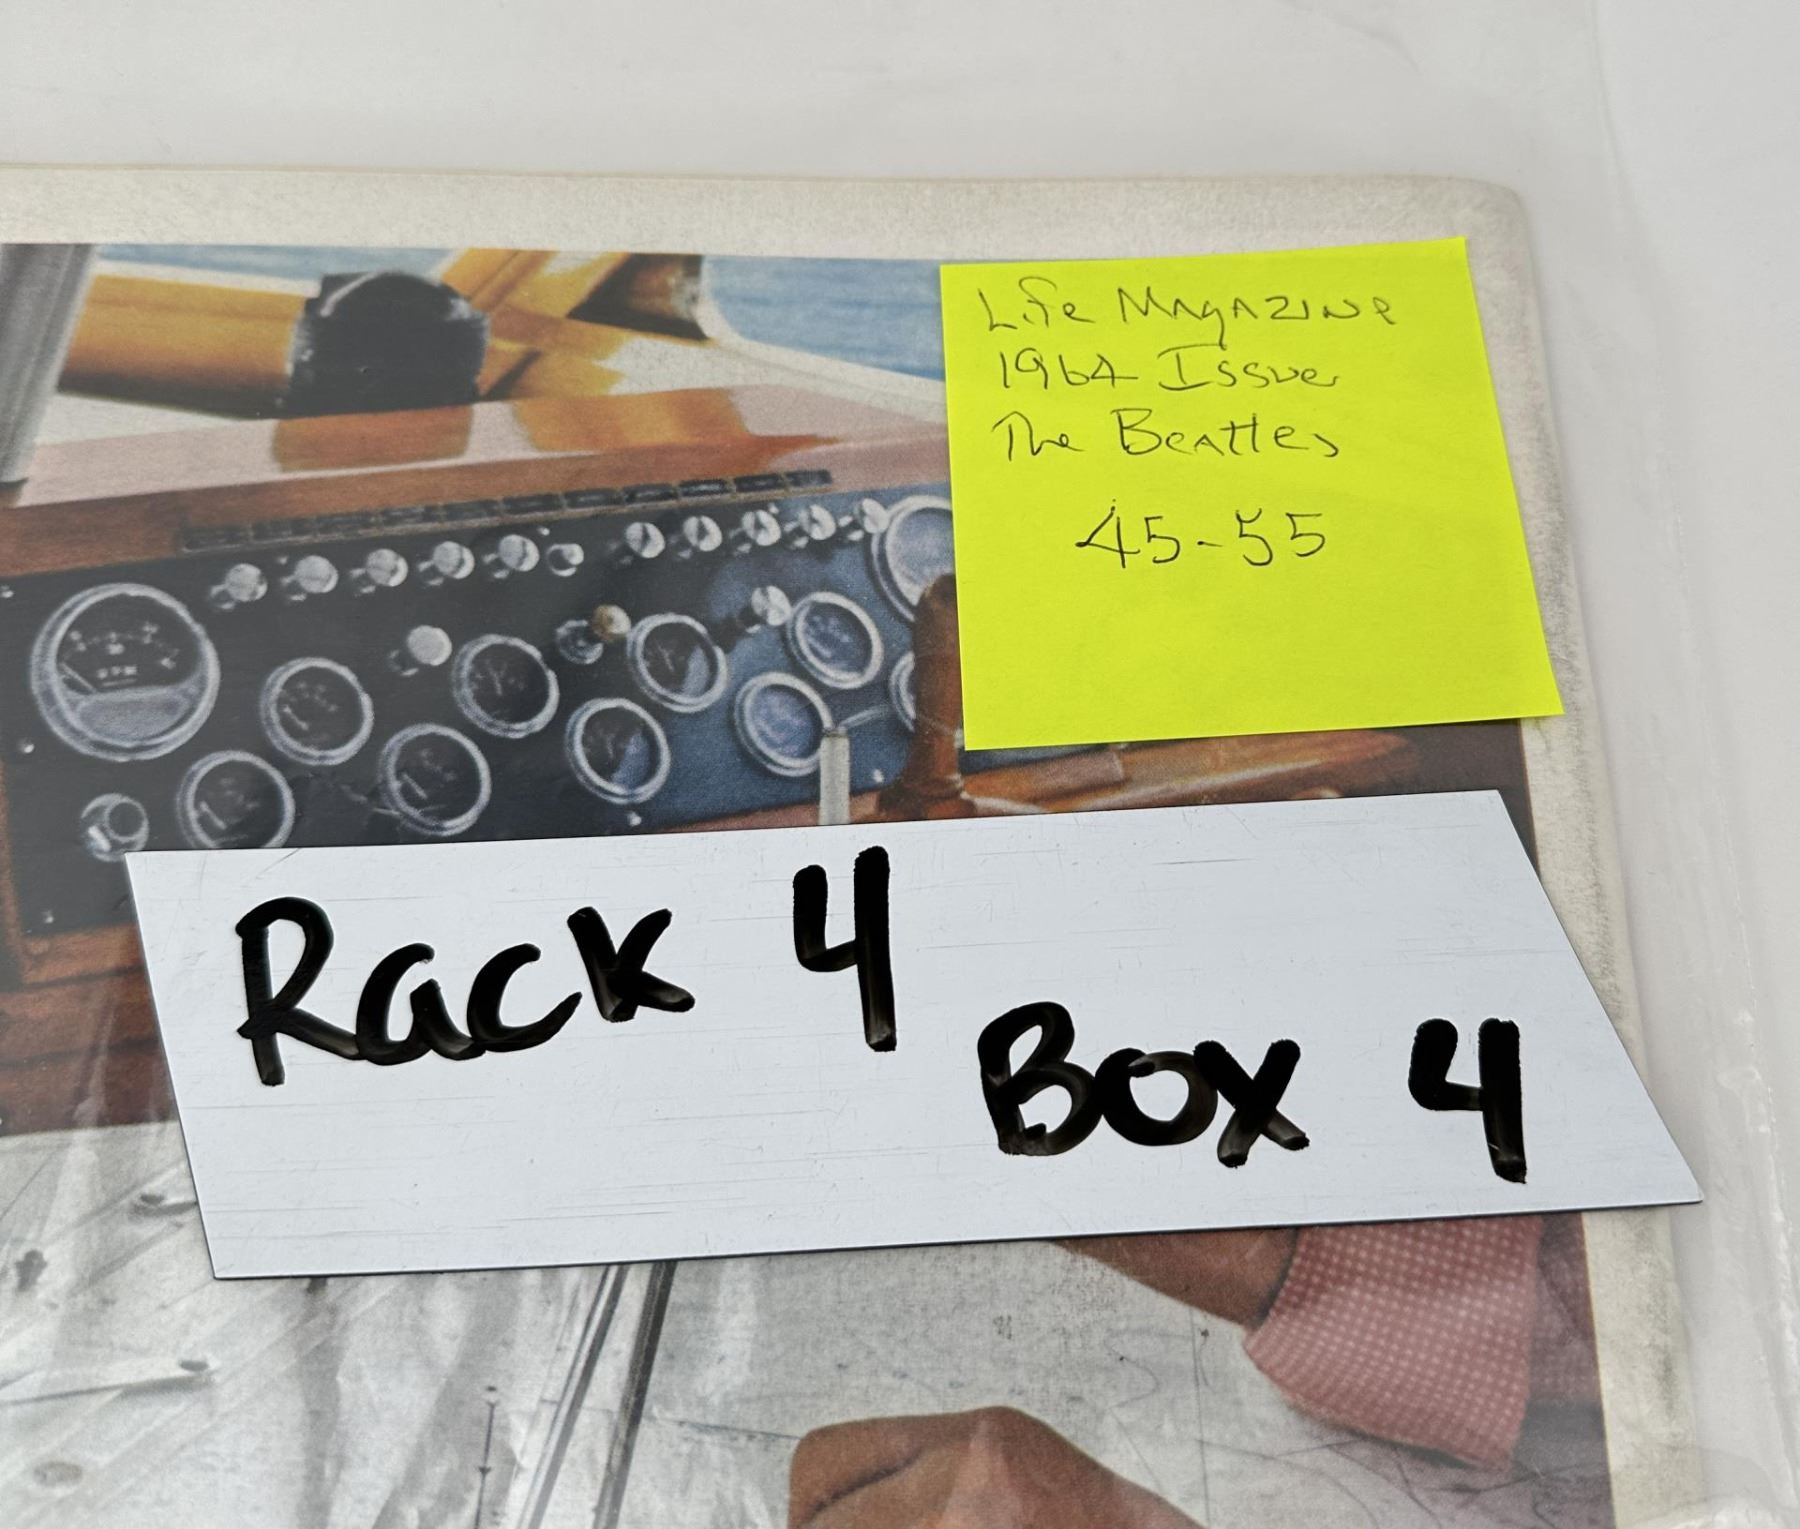 Life Magazine
1964 Issue
The Beatles
45-55
Rack 4
Box 4